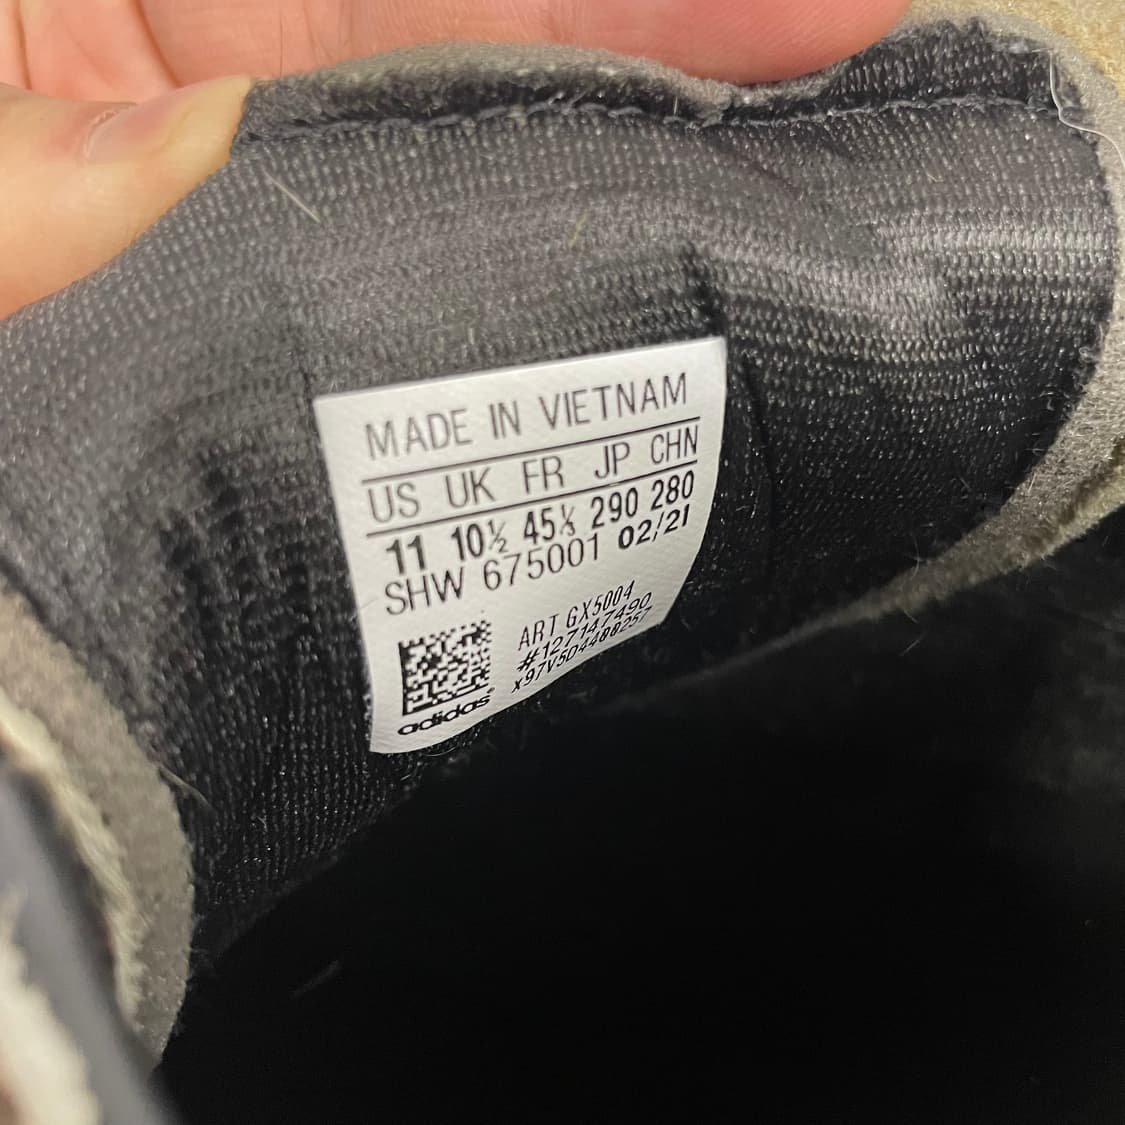 MADE IN VIETNAM
US UK FR JP CHN
11 10½ 45⅓ 290 280
SHW 675001 02/21
ART GX5004
#127147490
x97V5D4488257
adidas